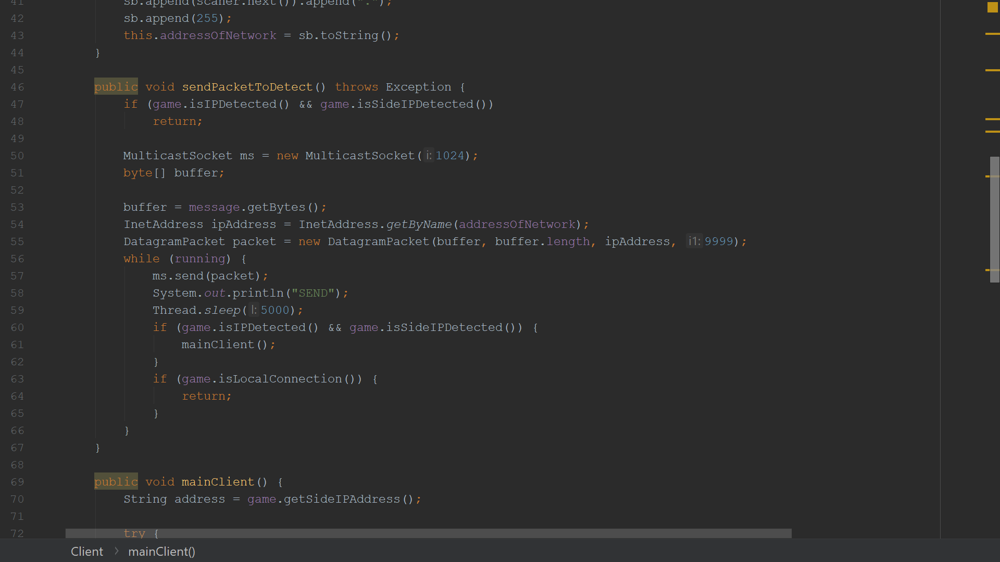 41 sb.append(scaner.next()).append(".");
42 sb.append(255);
43 this.addressOfNetwork = sb.toString();
44 }
45
46 public void sendPacketToDetect() throws Exception {
47 if (game.isIPDetected() && game.isSideIPDetected())
48 return;
49
50 MulticastSocket ms = new MulticastSocket( i: 1024);
51 byte[] buffer;
52
53 buffer = message.getBytes();
54 InetAddress ipAddress = InetAddress.getByName(addressOfNetwork);
55 DatagramPacket packet = new DatagramPacket(buffer, buffer.length, ipAddress, i1: 9999);
56 while (running) {
57 ms.send(packet);
58 System.out.println("SEND");
59 Thread.sleep( l: 5000);
60 if (game.isIPDetected() && game.isSideIPDetected()) {
61 mainClient();
62 }
63 if (game.isLocalConnection()) {
64 return;
65 }
66 }
67 }
68
69 public void mainClient() {
70 String address = game.getSideIPAddress();
71
72 try {
Client > mainClient()